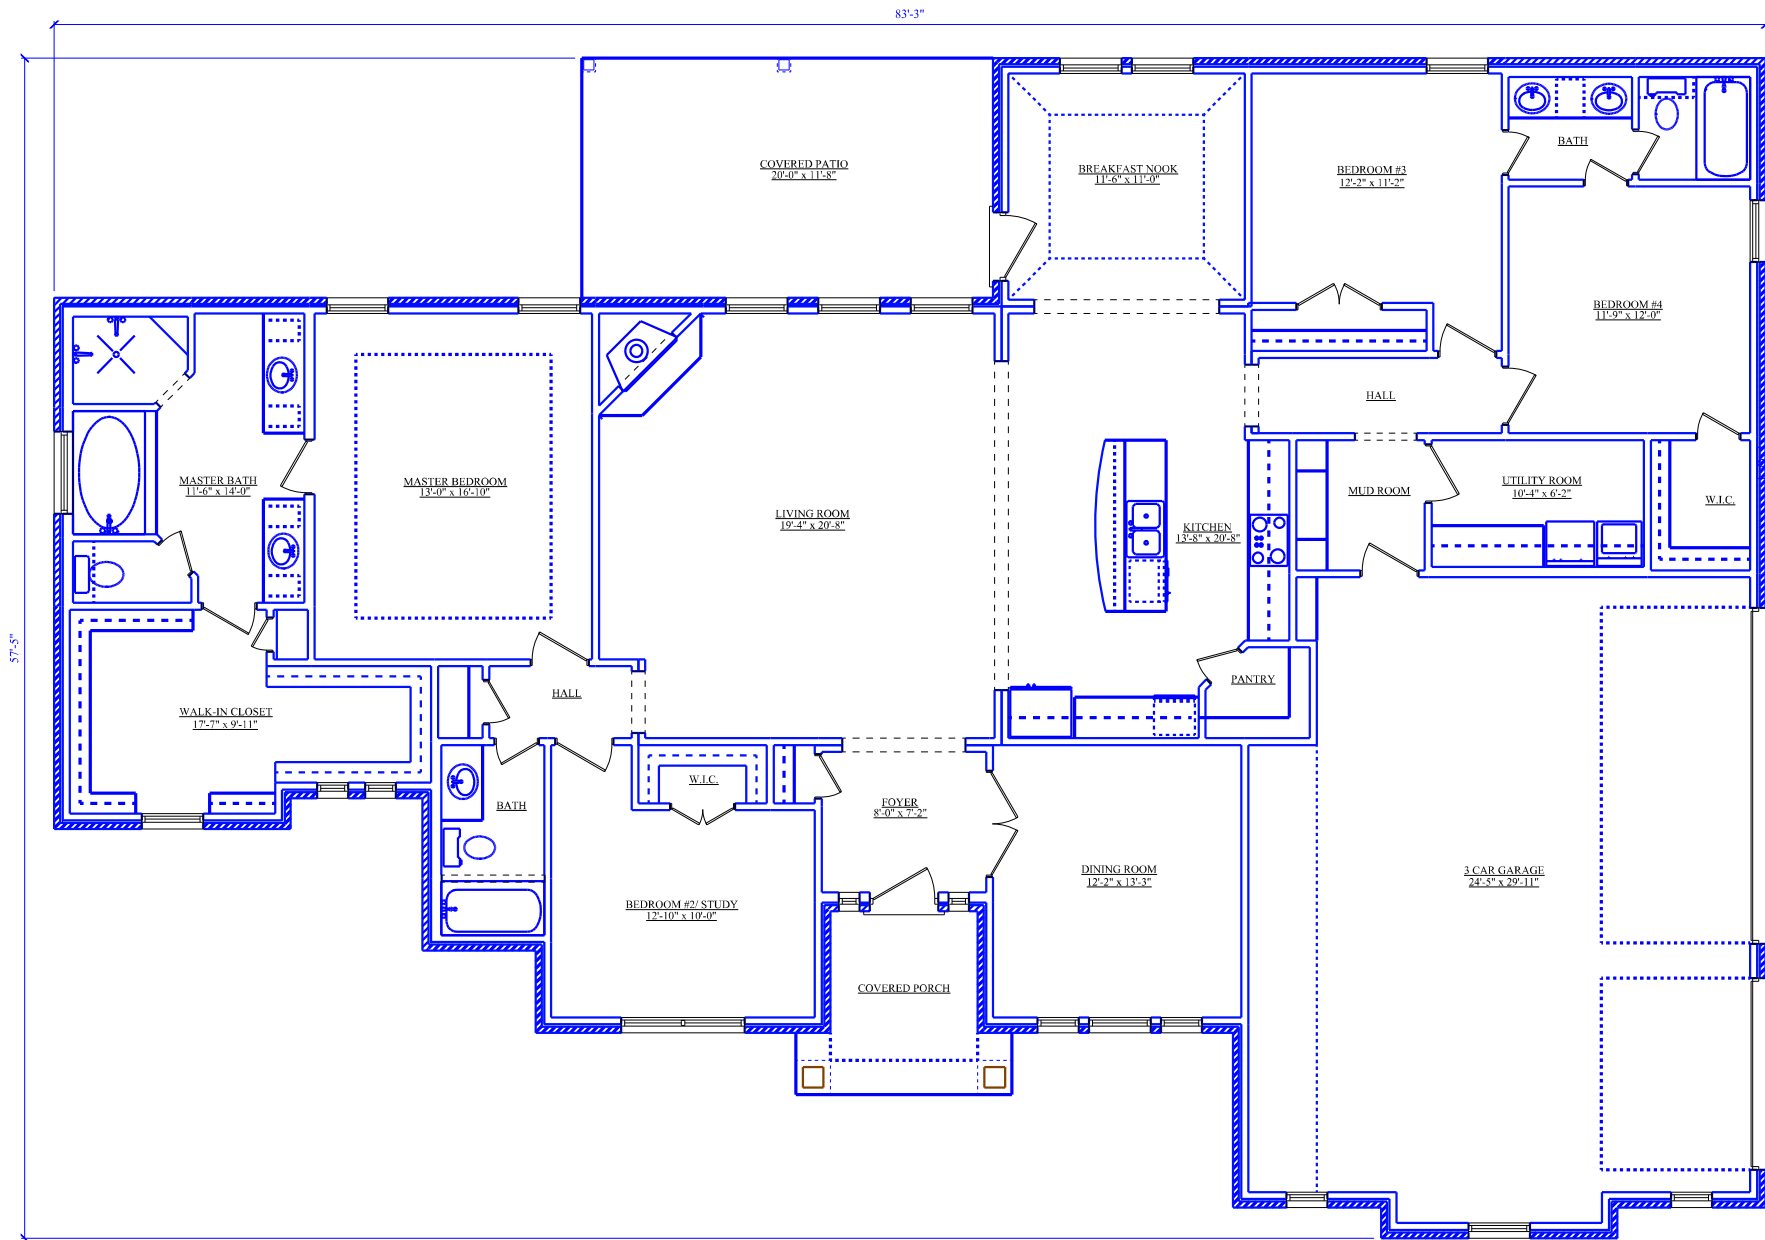 83'-3"
COVERED PATIO
20'-0" x 11'-8"
BREAKFAST NOOK
11'-6" x 11'-0"
BEDROOM #3
12'-2" x 11'-2"
BATH
BEDROOM #4
11'-9" x 12'-0"
HALL
MASTER BATH
11'-6" x 14'-0"
MASTER BEDROOM
13'-0" x 16'-10"
LIVING ROOM
19'-4" x 20'-8"
KITCHEN
13'-8" x 20'-8"
MUD ROOM
UTILITY ROOM
10'-4" x 6'-2"
W.I.C.
57'-5"
WALK-IN CLOSET
17'-7" x 9'-11"
HALL
PANTRY
BATH
W.I.C.
FOYER
8'-0" x 7'-2"
BEDROOM #2/ STUDY
12'-10" x 10'-0"
DINING ROOM
12'-2" x 13'-3"
3 CAR GARAGE
24'-5" x 29'-11"
COVERED PORCH